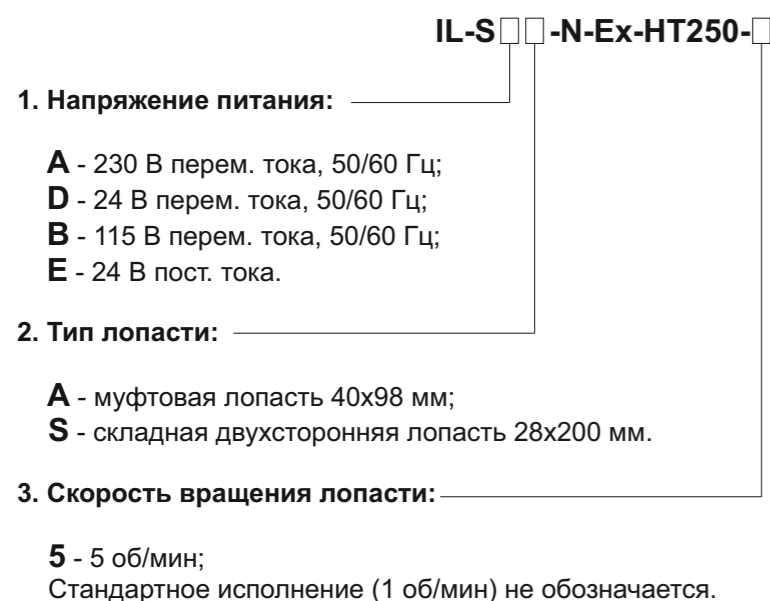 IL-S□□-N-Ex-HT250-□
1. Напряжение питания:
A - 230 В перем. тока, 50/60 Гц;
D - 24 В перем. тока, 50/60 Гц;
B - 115 В перем. тока, 50/60 Гц;
E - 24 В пост. тока.
2. Тип лопасти:
A - муфтовая лопасть 40х98 мм;
S - складная двухсторонняя лопасть 28х200 мм.
3. Скорость вращения лопасти:
5 - 5 об/мин;
Стандартное исполнение (1 об/мин) не обозначается.